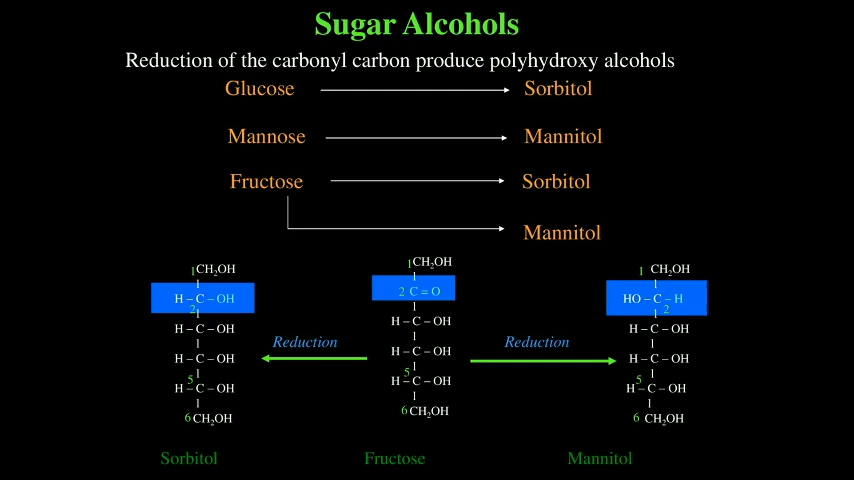 Sugar Alcohols
Reduction of the carbonyl carbon produce polyhydroxy alcohols
Glucose Sorbitol
Mannose Mannitol
Fructose Sorbitol
Mannitol
1 CH2OH
H – C – OH
2
H – C – OH
H – C – OH
5
H – C – OH
6 CH2OH
Sorbitol
Reduction
1 CH2OH
2 C = O
H – C – OH
H – C – OH
5
H – C – OH
6 CH2OH
Fructose
Reduction
1 CH2OH
HO – C – H
2
H – C – OH
H – C – OH
5
H – C – OH
6 CH2OH
Mannitol